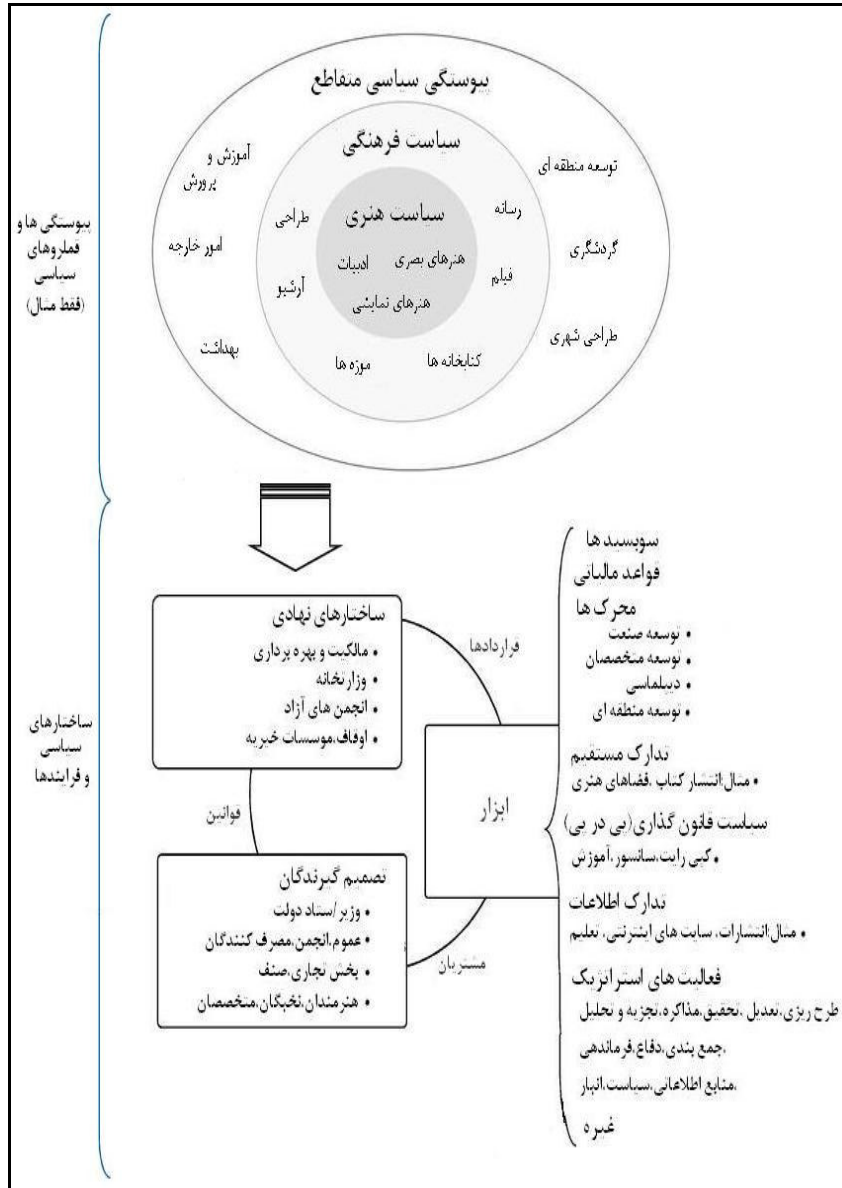 پیوستگی سیاسی متقاطع
سیاست فرهنگی
سیاست هنری
هنرهای بصری
ادبیات
هنرهای نمایشی
رسانه
فیلم
کتابخانه ها
موزه ها
آرشیو
طراحی
توسعه منطقه ای
گردشگری
طراحی شهری
آموزش و
پرورش
امور خارجه
بهداشت
پیوستگی ها و
قملروهای
سیاسی
(فقط مثال)
ساختارهای
سیاسی
و فرایندها
ساختارهای نهادی
• مالکیت و بهره برداری
• وزارتخانه
• انجمن های آزاد
• اوقاف،موسسات خیریه
قراردادها
قوانین
تصمیم گیرندگان
• وزیر/ستاد دولت
• عموم،انجمن،مصرف کنندگان
• بخش تجاری،صنف
• هنرمندان،نخبگان،متخصصان
مشتریان
ابزار
سوبسید ها
قواعد مالیاتی
محرک ها
• توسعه صنعت
• توسعه متخصصان
• دیپلماسی
• توسعه منطقه ای
تدارک مستقیم
• مثال:انتشار کتاب ،فضاهای هنری
سیاست قانون گذاری(پی در پی)
• کپی رایت،سانسور،آموزش
تدارک اطلاعات
• مثال:انتشارات، سایت های اینترنتی، تعلیم
فعالیت های استراتژیک
طرح ریزی،تعدیل ،تحقیق،مذاکره،تجزیه و تحلیل
،جمع بندی،دفاع،فرماندهی
،منابع اطلاعاتی،سیاست،انبار
غیره